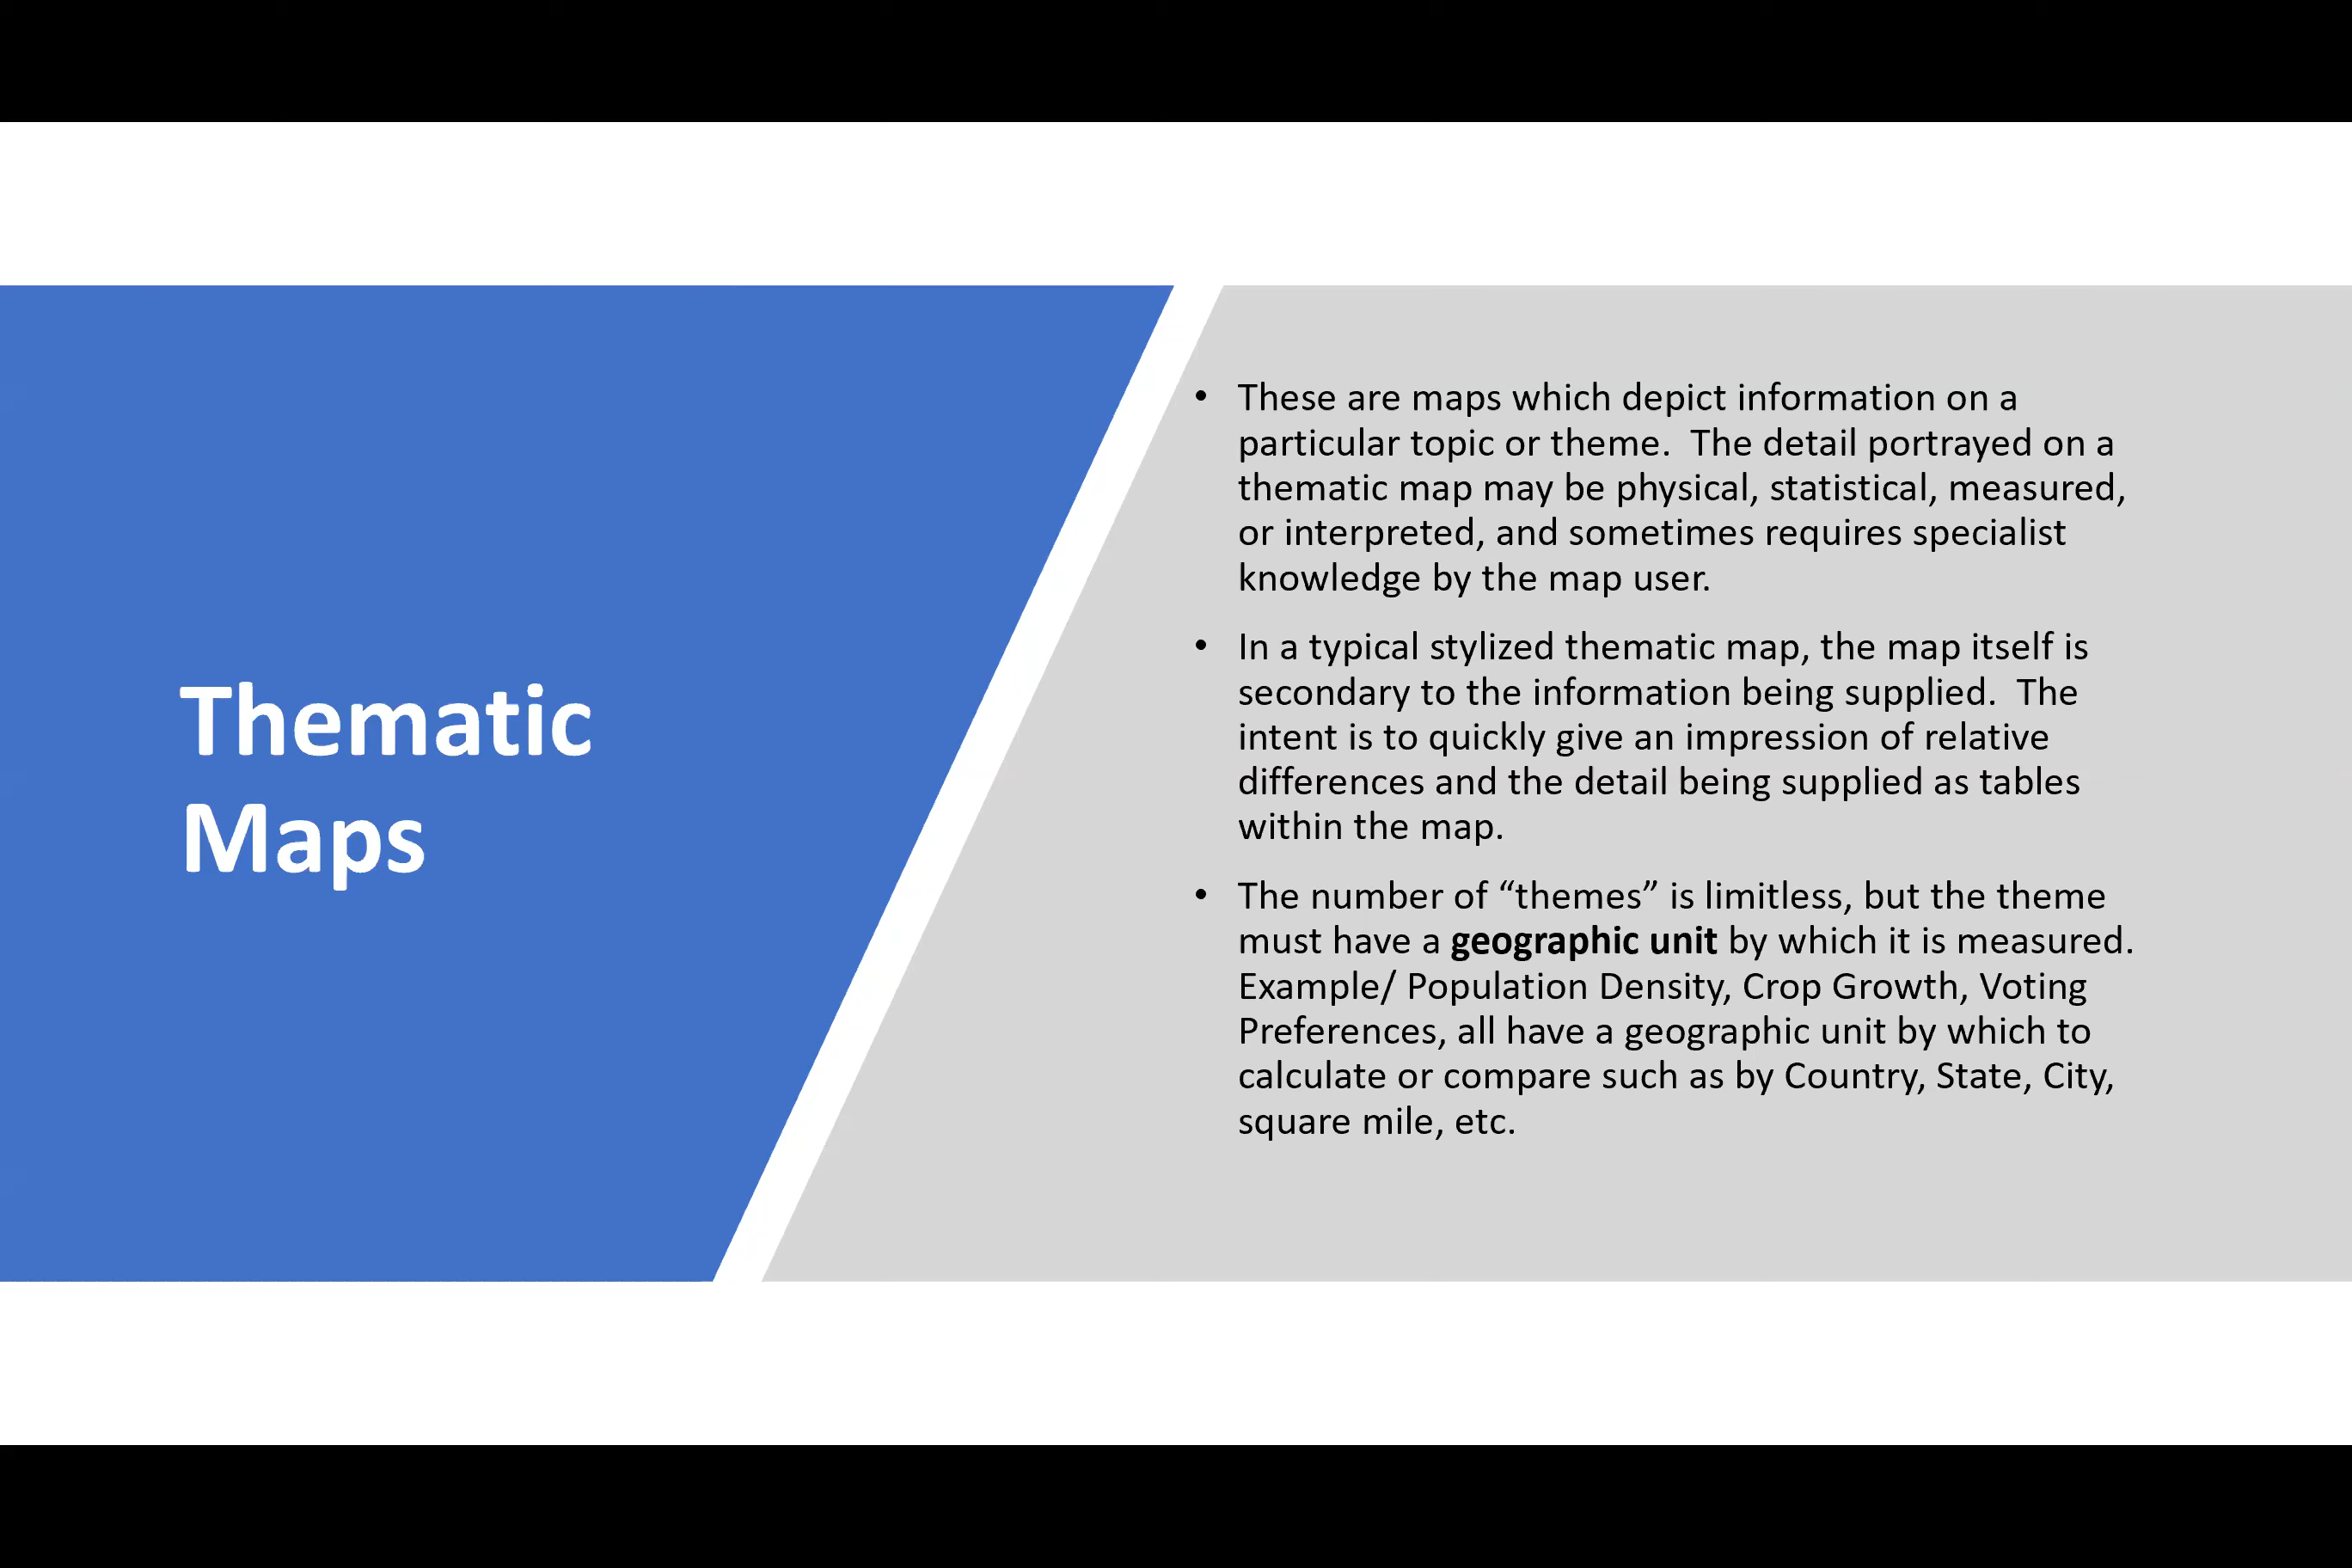 Thematic
Maps
• These are maps which depict information on a
particular topic or theme.  The detail portrayed on a
thematic map may be physical, statistical, measured,
or interpreted, and sometimes requires specialist
knowledge by the map user.
• In a typical stylized thematic map, the map itself is
secondary to the information being supplied.  The
intent is to quickly give an impression of relative
differences and the detail being supplied as tables
within the map.
• The number of “themes” is limitless, but the theme
must have a geographic unit by which it is measured.
Example/ Population Density, Crop Growth, Voting
Preferences, all have a geographic unit by which to
calculate or compare such as by Country, State, City,
square mile, etc.